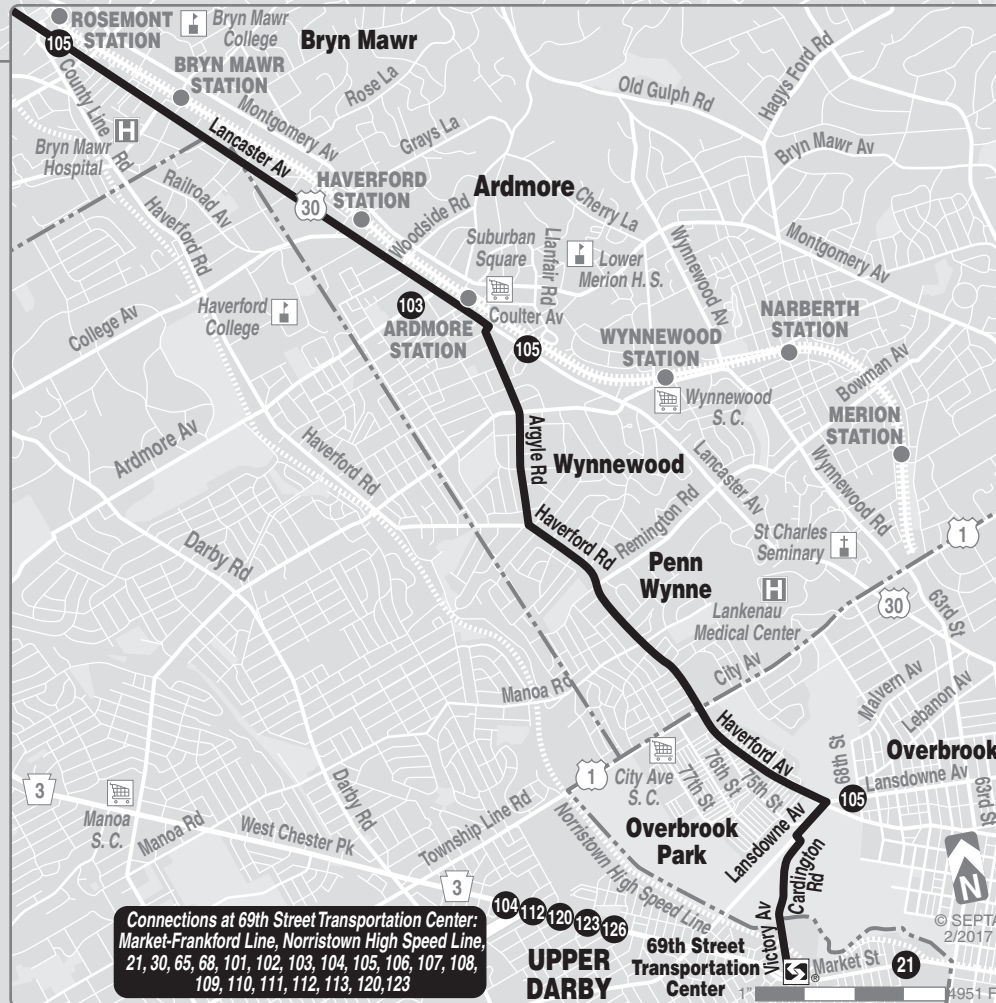 ROSEMONT
STATION
Bryn Mawr
College
Bryn Mawr
105
BRYN MAWR
STATION
County Line
Rd
Montgomery Av
Rose La
Old Gulph Rd
Hagys Ford Rd
H
Bryn Mawr
Hospital
Lancaster Av
Grays La
Bryn Mawr Av
Railroad Av
HAVERFORD
STATION
30
Ardmore
Cherry La
Haverford Rd
Woodside Rd
Suburban
Square
Llanfair Rd
Lower
Merion H. S.
Wynnewood Av
Montgomery Av
College Av
Haverford
College
103
ARDMORE
STATION
Coulter Av
105
WYNNEWOOD
STATION
NARBERTH
STATION
Bowman Av
Wynnewood
S. C.
MERION
STATION
Ardmore Av
Haverford Rd
Argyle Rd
Wynnewood
Lancaster Av
Wynnewood Rd
Darby Rd
Haverford Rd
Remington Rd
St Charles
Seminary
1
Penn
Wynne
H
Lankenau
Medical Center
30
63rd St
City Av
Manoa Rd
Malvern Av
Lebanon Av
Haverford Av
68th St
Overbrook
1
City Ave
S. C.
77th St
76th St
75th St
Lansdowne Av
105
63rd St
3
Manoa
S. C.
Manoa Rd
Darby Rd
West Chester Pk
Township Line Rd
Norristown High Speed Line
Overbrook
Park
Lansdowne Av
Cardington
Rd
N
3
104
112
120
123
126
© SEPTA
2/2017
Connections at 69th Street Transportation Center:
Market-Frankford Line, Norristown High Speed Line,
21, 30, 65, 68, 101, 102, 103, 104, 105, 106, 107, 108,
109, 110, 111, 112, 113, 120,123
UPPER
DARBY
69th Street
Transportation
Center
Victory Av
Market St
21
1"
4951 F